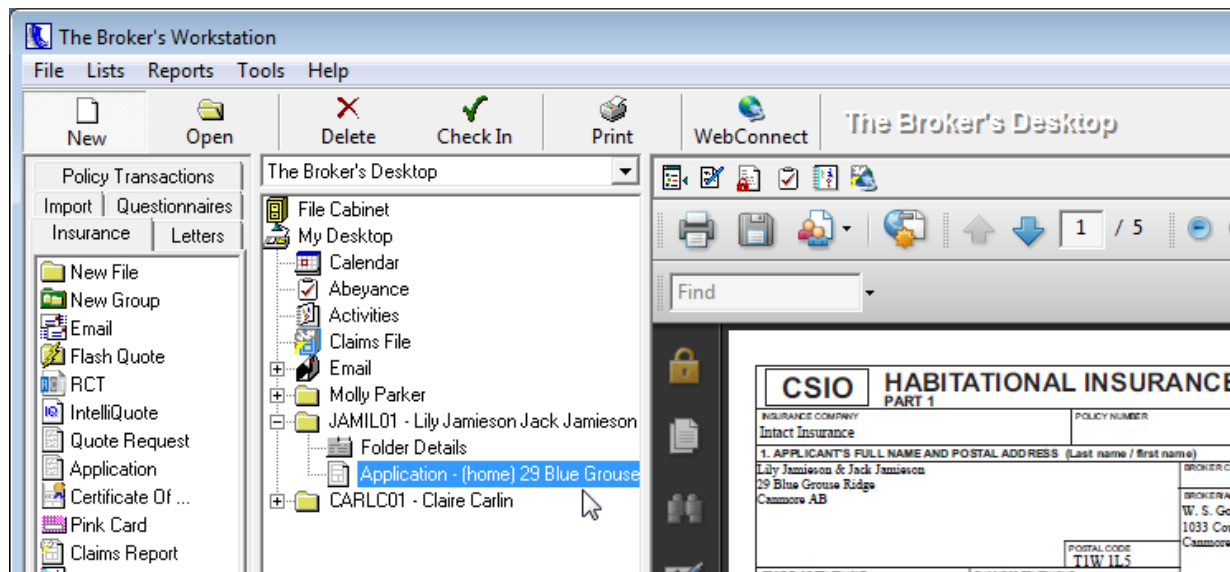 The Broker's Workstation
File Lists Reports Tools Help
New Open Delete Check In Print WebConnect The Broker's Desktop
Policy Transactions
Import Questionnaires
Insurance Letters
New File
New Group
Email
Flash Quote
RCT
IntelliQuote
Quote Request
Application
Certificate Of ...
Pink Card
Claims Report
The Broker's Desktop
File Cabinet
My Desktop
Calendar
Abeyance
Activities
Claims File
Email
Molly Parker
JAMIL01 - Lily Jamieson Jack Jamieson
Folder Details
Application - (home) 29 Blue Grouse
CARLC01 - Claire Carlin
1 / 5
Find
CSIO HABITATIONAL INSURANCE
PART 1
INSURANCE COMPANY POLICY NUMBER
Intact Insurance
1. APPLICANT'S FULL NAME AND POSTAL ADDRESS (Last name / first name)
Lily Jamieson & Jack Jamieson
29 Blue Grouse Ridge
Canmore AB
W. S. Go
1033 Cou
Canmore
POSTAL CODE
T1W 1L5